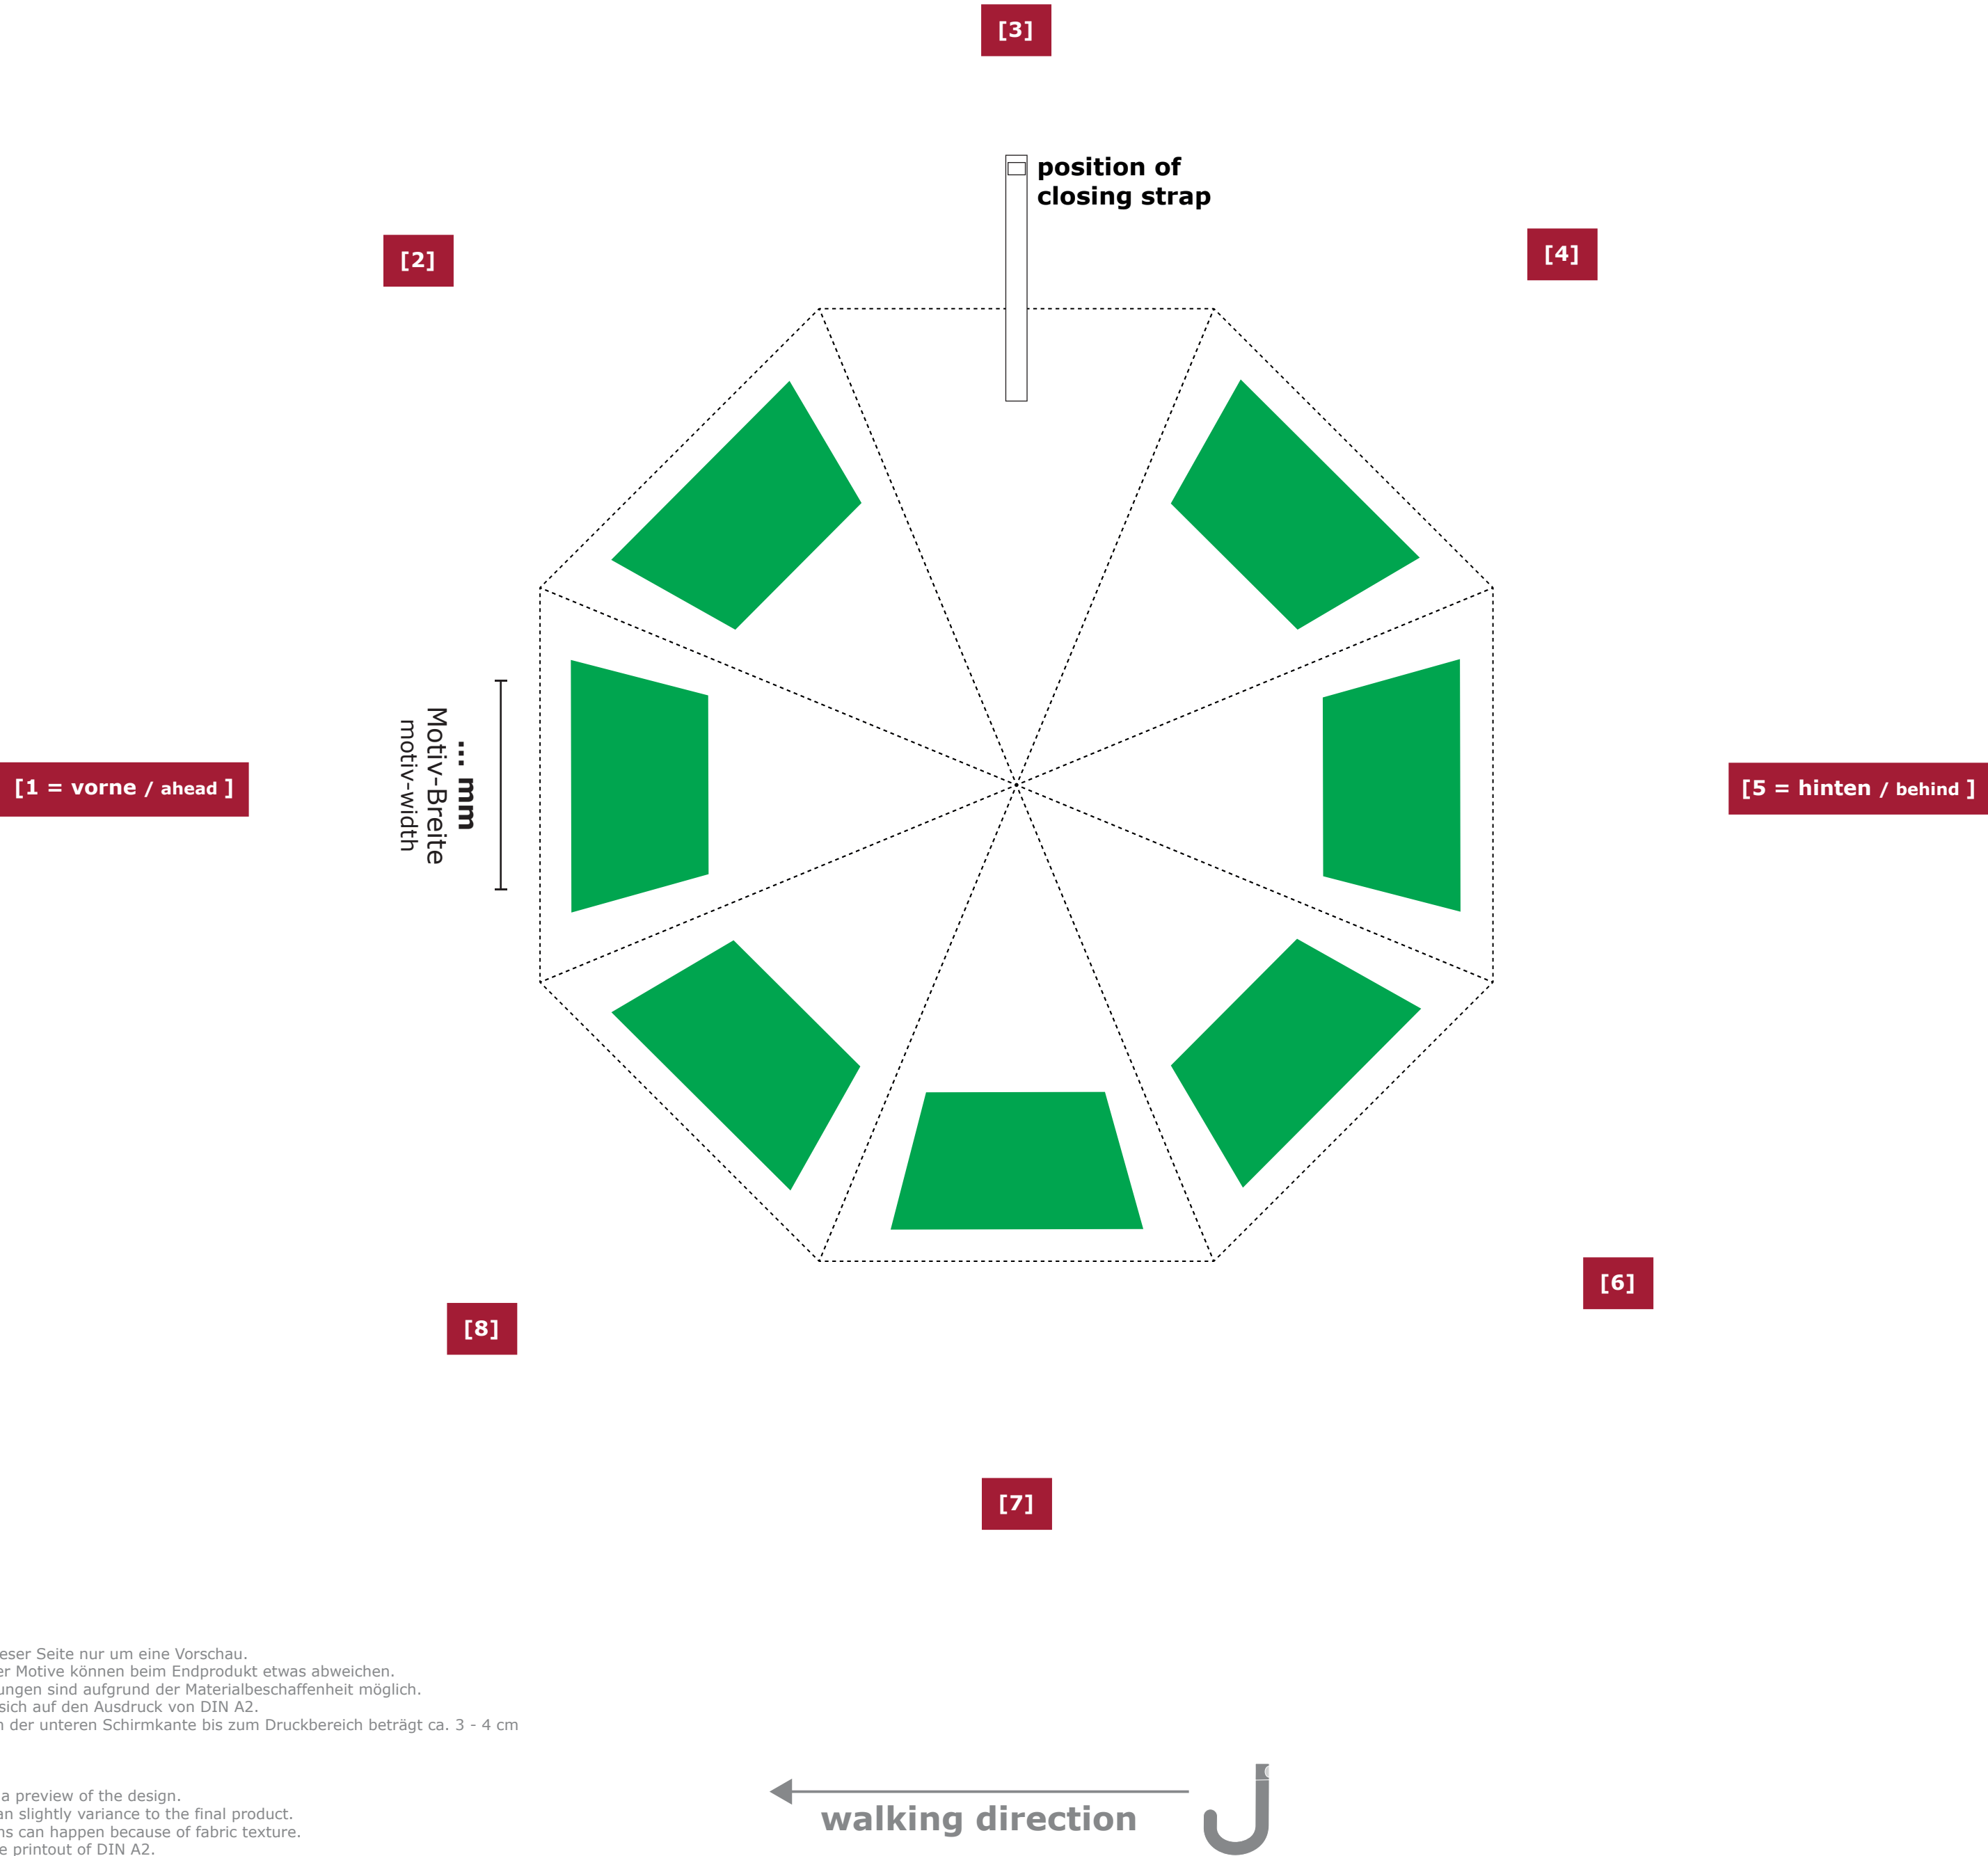 [3]
position of
closing strap
[2]
[4]
... mm
Motiv-Breite
motiv-width
[1 = vorne / ahead ]
[5 = hinten / behind ]
[6]
[8]
[7]
eser Seite nur um eine Vorschau.
er Motive können beim Endprodukt etwas abweichen.
ungen sind aufgrund der Materialbeschaffenheit möglich.
sich auf den Ausdruck von DIN A2.
n der unteren Schirmkante bis zum Druckbereich beträgt ca. 3 - 4 cm
a preview of the design.
an slightly variance to the final product.
ns can happen because of fabric texture.
e printout of DIN A2.
walking direction